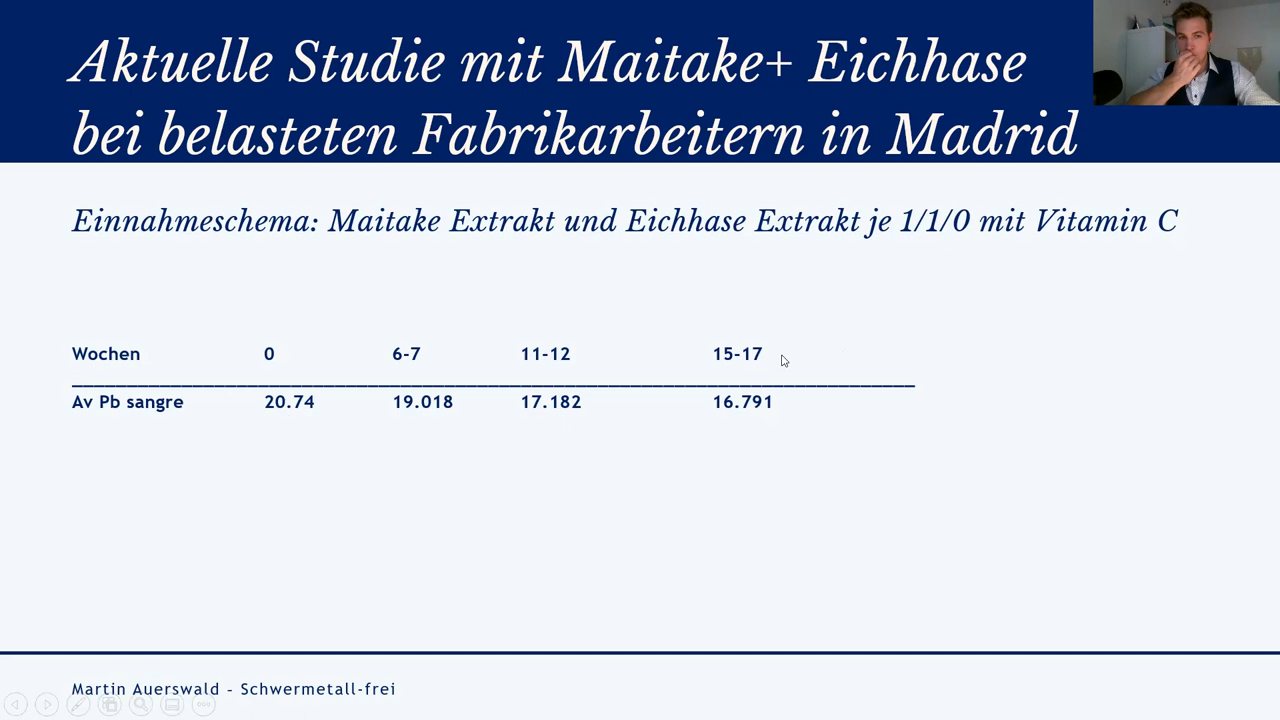 Aktuelle Studie mit Maitake+ Eichhase
bei belasteten Fabrikarbeitern in Madrid
Einnahmeschema: Maitake Extrakt und Eichhase Extrakt je 1/1/0 mit Vitamin C
Wochen 0 6-7 11-12 15-17
Av Pb sangre 20.74 19.018 17.182 16.791
Martin Auerswald - Schwermetall-frei